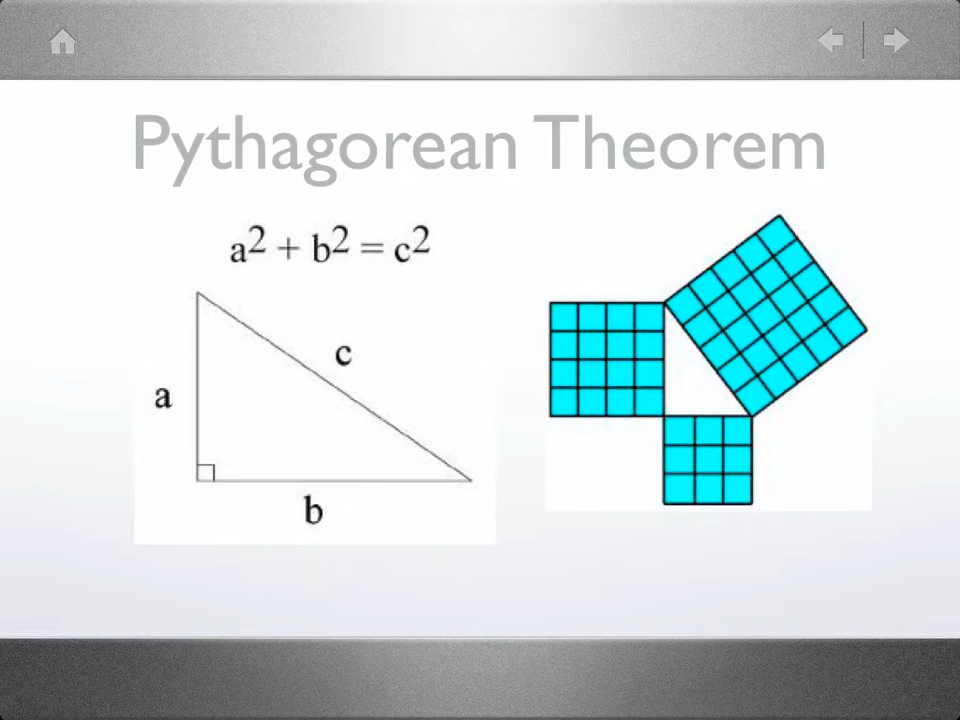 Pythagorean Theorem
a² + b² = c²
c
a
b